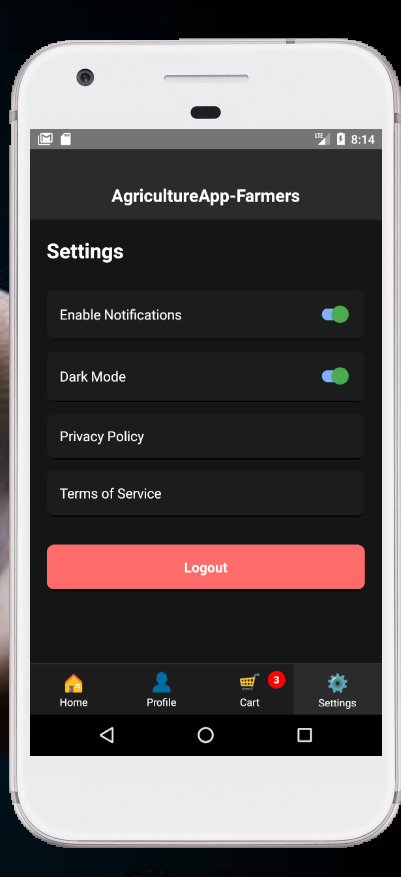 LTE 8:14
AgricultureApp-Farmers
Settings
Enable Notifications
Dark Mode
Privacy Policy
Terms of Service
Logout
3
Home Profile Cart Settings